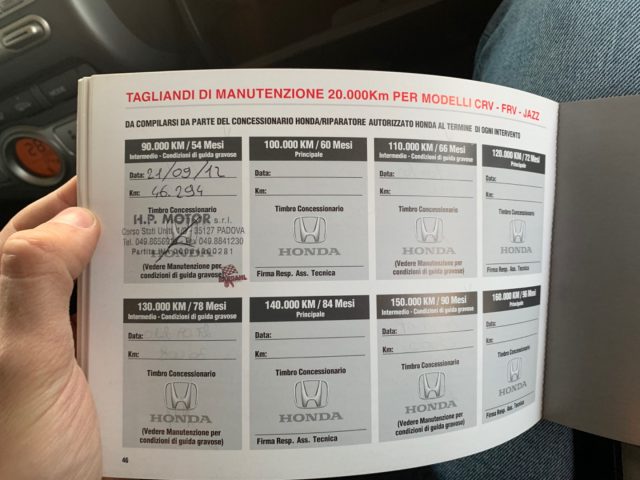 TAGLIANDI DI MANUTENZIONE 20.000Km PER MODELLI CRV - FRV - JAZZ
DA COMPILARSI DA PARTE DEL CONCESSIONARIO HONDA/RIPARATORE AUTORIZZATO HONDA AL TERMINE DI OGNI INTERVENTO
90.000 KM / 54 Mesi
Intermedio - Condizioni di guida gravose
Data: 21/09/12
Km: 46.294
Timbro Concessionario
H.P. MOTOR s.r.l.
Corso Stati Uniti, 35127 PADOVA
Tel. Fax 049.8841230
HONDA
(Vedere Manutenzione per
condizioni di guida gravose)
100.000 KM / 60 Mesi
Principale
Data:
Km:
Timbro Concessionario
HONDA
Firma Resp. Ass. Tecnica
110.000 KM / 66 Mesi
Intermedio - Condizioni di guida gravose
Data:
Km:
Timbro Concessionario
HONDA
(Vedere Manutenzione per
condizioni di guida gravose)
120.000 KM / 72 Mesi
Principale
Data:
Km:
Timbro Concessionario
HONDA
Firma Resp. Ass. Tecnica
130.000 KM / 78 Mesi
Intermedio - Condizioni di guida gravose
Data:
Km:
Timbro Concessionario
HONDA
(Vedere Manutenzione per
condizioni di guida gravose)
140.000 KM / 84 Mesi
Principale
Data:
Km:
Timbro Concessionario
HONDA
Firma Resp. Ass. Tecnica
150.000 KM / 90 Mesi
Intermedio - Condizioni di guida gravose
Data:
Km:
Timbro Concessionario
HONDA
(Vedere Manutenzione per
condizioni di guida gravose)
160.000 KM / 96 Mesi
Principale
Data:
Km:
Timbro Concessionario
HONDA
Firma Resp. Ass. Tecnica
46